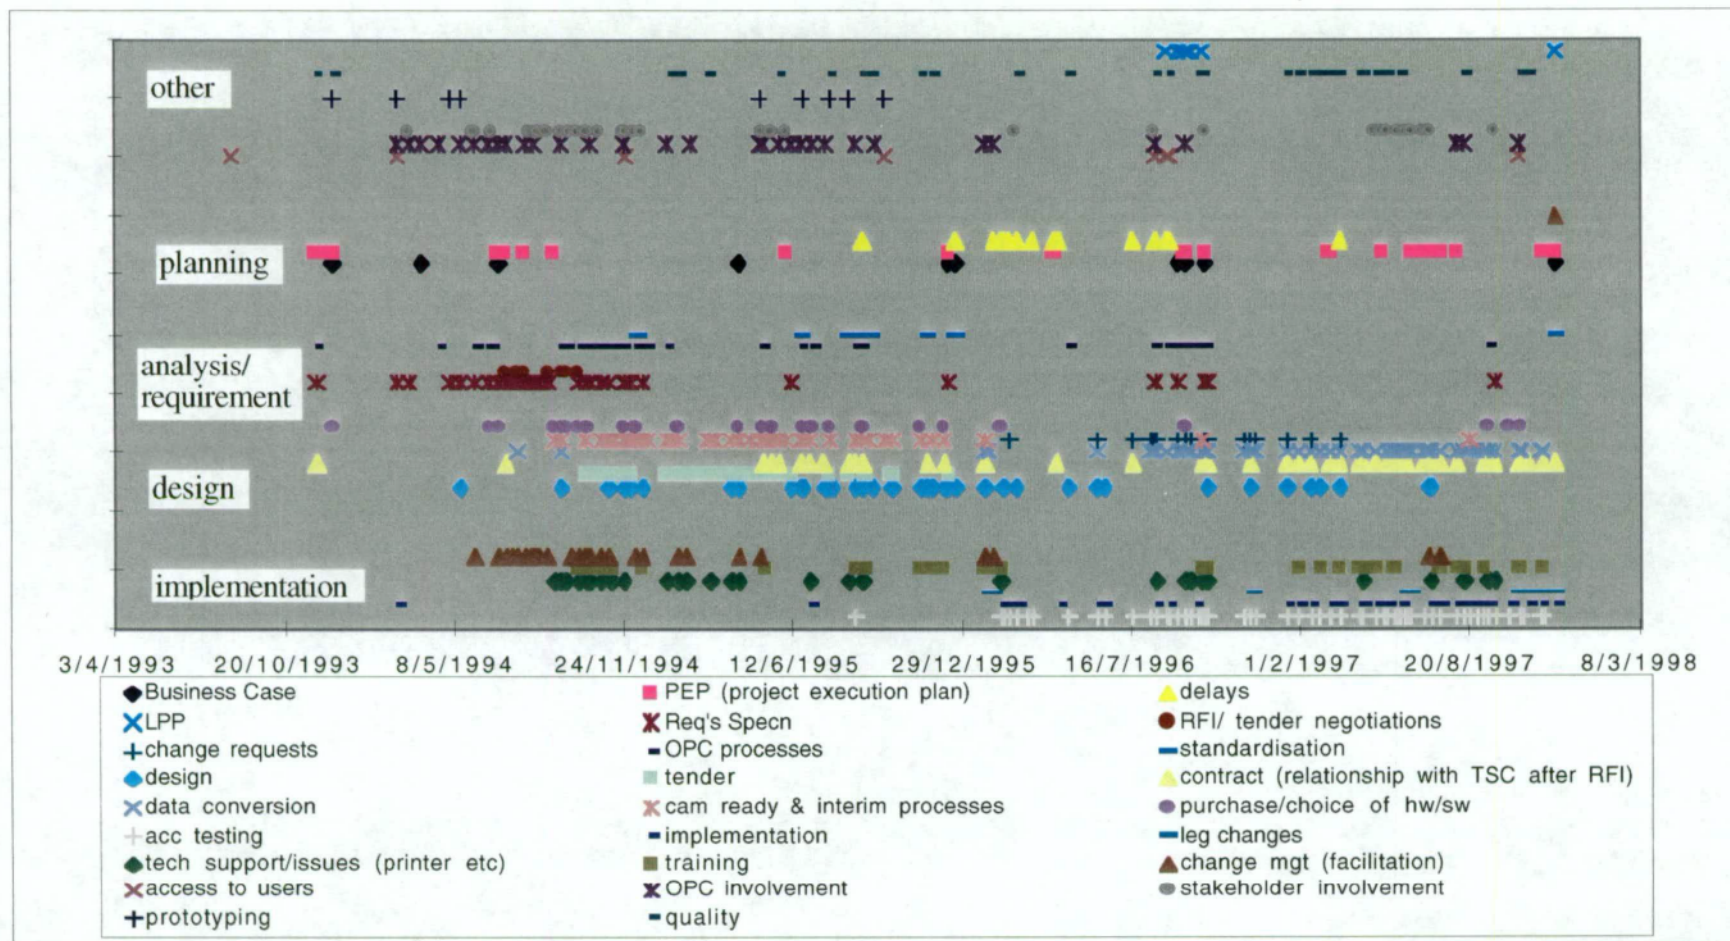 other
planning
analysis/
requirement
design
implementation
3/4/1993 20/10/1993 8/5/1994 24/11/1994 12/6/1995 29/12/1995 16/7/1996 1/2/1997 20/8/1997 8/3/1998
Business Case PEP (project execution plan) delays
LPP Req's Specn RFI/ tender negotiations
change requests OPC processes standardisation
design tender contract (relationship with TSC after RFI)
data conversion cam ready & interim processes purchase/choice of hw/sw
acc testing implementation leg changes
tech support/issues (printer etc) training change mgt (facilitation)
access to users OPC involvement stakeholder involvement
prototyping quality